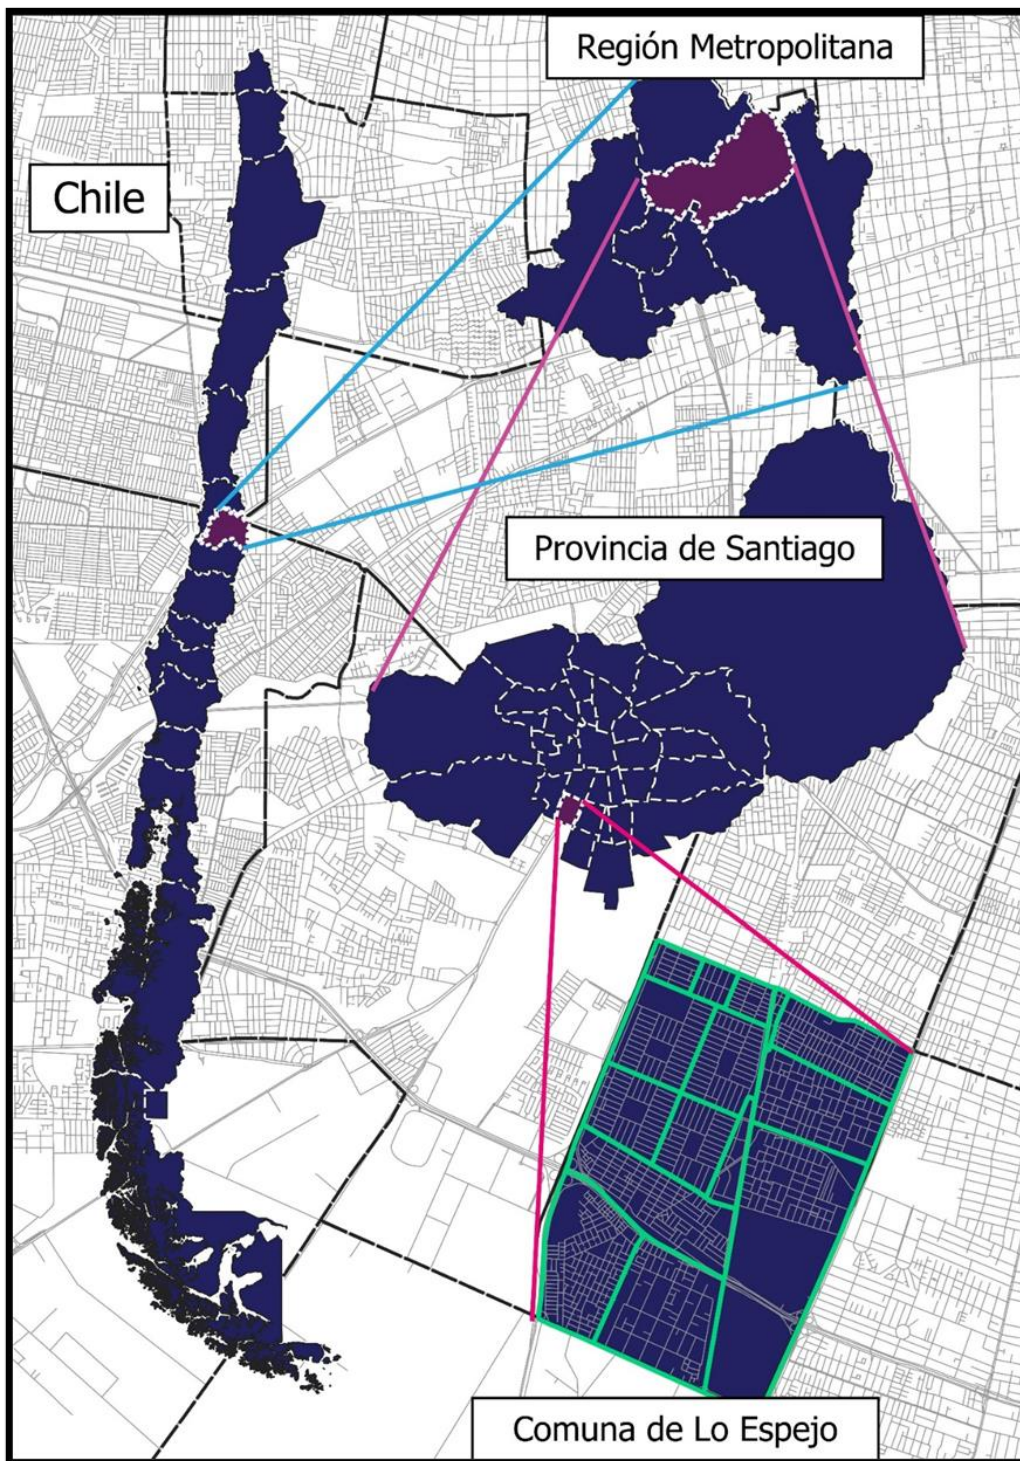 Región Metropolitana
Chile
Provincia de Santiago
Comuna de Lo Espejo